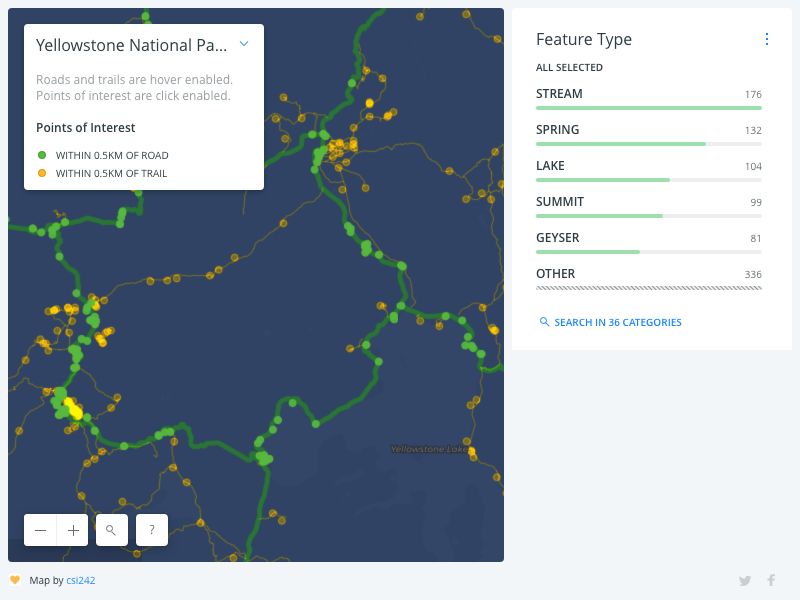 Yellowstone National Pa...
Roads and trails are hover enabled.
Points of interest are click enabled.
Points of Interest
WITHIN 0.5KM OF ROAD
WITHIN 0.5KM OF TRAIL
Yellowstone Lake
?
Map by csi242
Feature Type
ALL SELECTED
STREAM 176
SPRING 132
LAKE 104
SUMMIT 99
GEYSER 81
OTHER 336
SEARCH IN 36 CATEGORIES